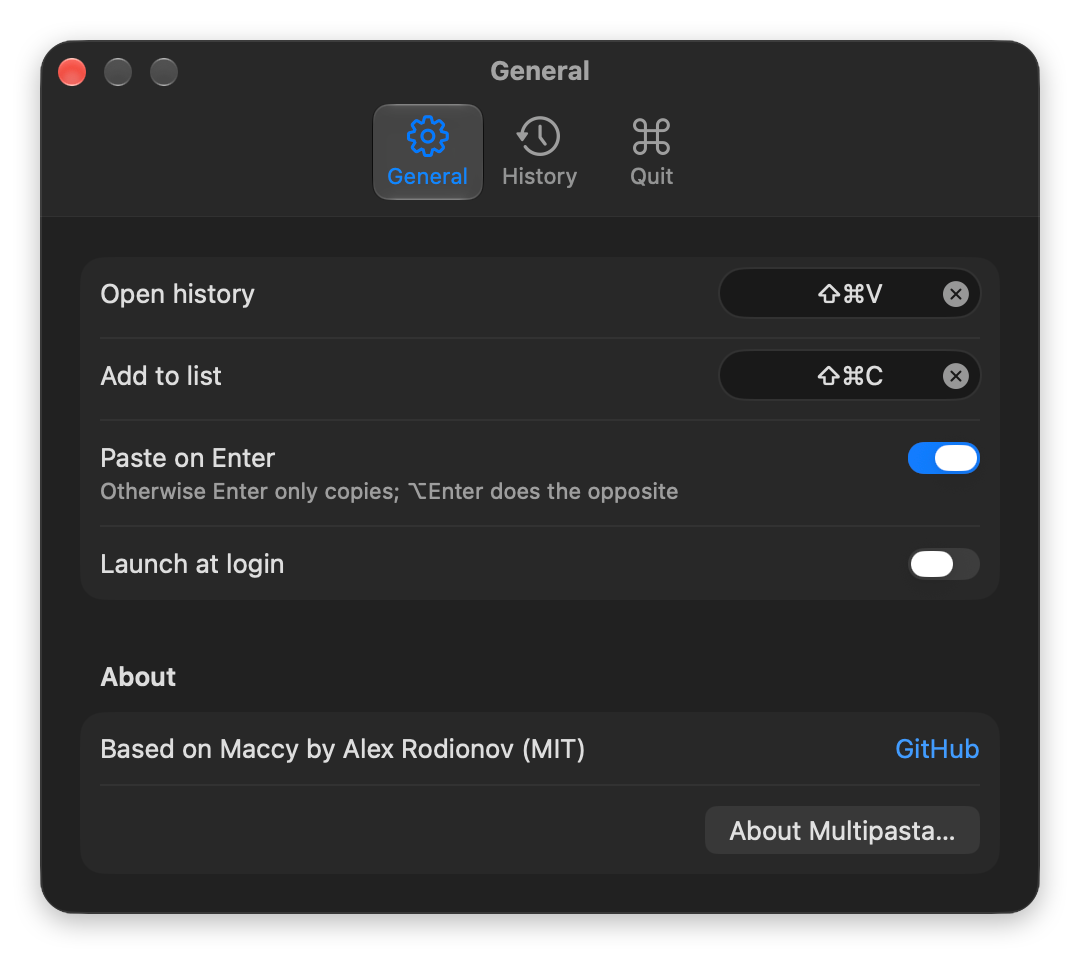 General
General
History
Quit
Open history
⇧⌘V
Add to list
⇧⌘C
Paste on Enter
Otherwise Enter only copies; ⌥Enter does the opposite
Launch at login
About
Based on Maccy by Alex Rodionov (MIT)
GitHub
About Multipasta...